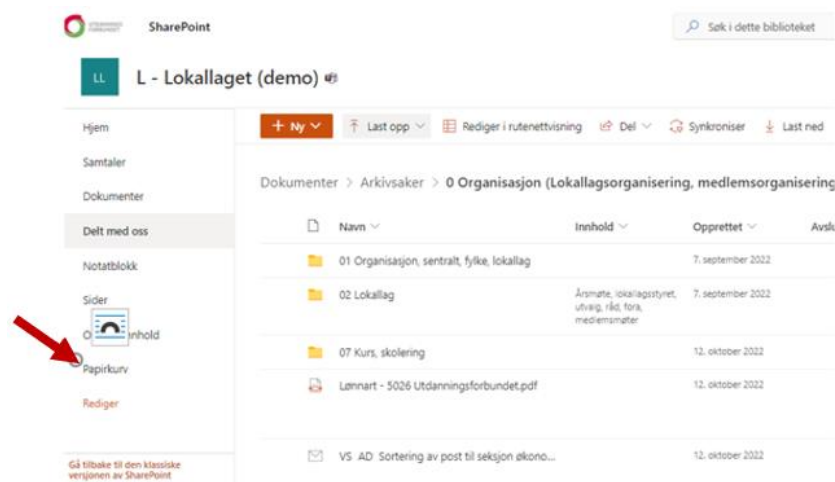 UTDANNINGS
FORBUNDET
SharePoint
Søk i dette biblioteket
LL
L - Lokallaget (demo)
+ Ny
Last opp
Rediger i rutenettvisning
Del
Synkroniser
Last ned
Hjem
Samtaler
Dokumenter
Delt med oss
Notatblokk
Sider
nnhold
Papirkurv
Rediger
Gå tilbake til den klassiske
versjonen av SharePoint
Dokumenter > Arkivsaker > 0 Organisasjon (Lokallagsorganisering, medlemsorganisering
Navn Innhold Opprettet Avslu
01 Organisasjon, sentralt, fylke, lokallag 7. september 2022
02 Lokallag Årsmøte, lokallagsstyret, 7. september 2022
utvalg, råd, fora,
medlemsmøter
07 Kurs, skolering 12. oktober 2022
Lønnart - 5026 Utdanningsforbundet.pdf 12. oktober 2022
VS AD Sortering av post til seksjon økono... 12. oktober 2022